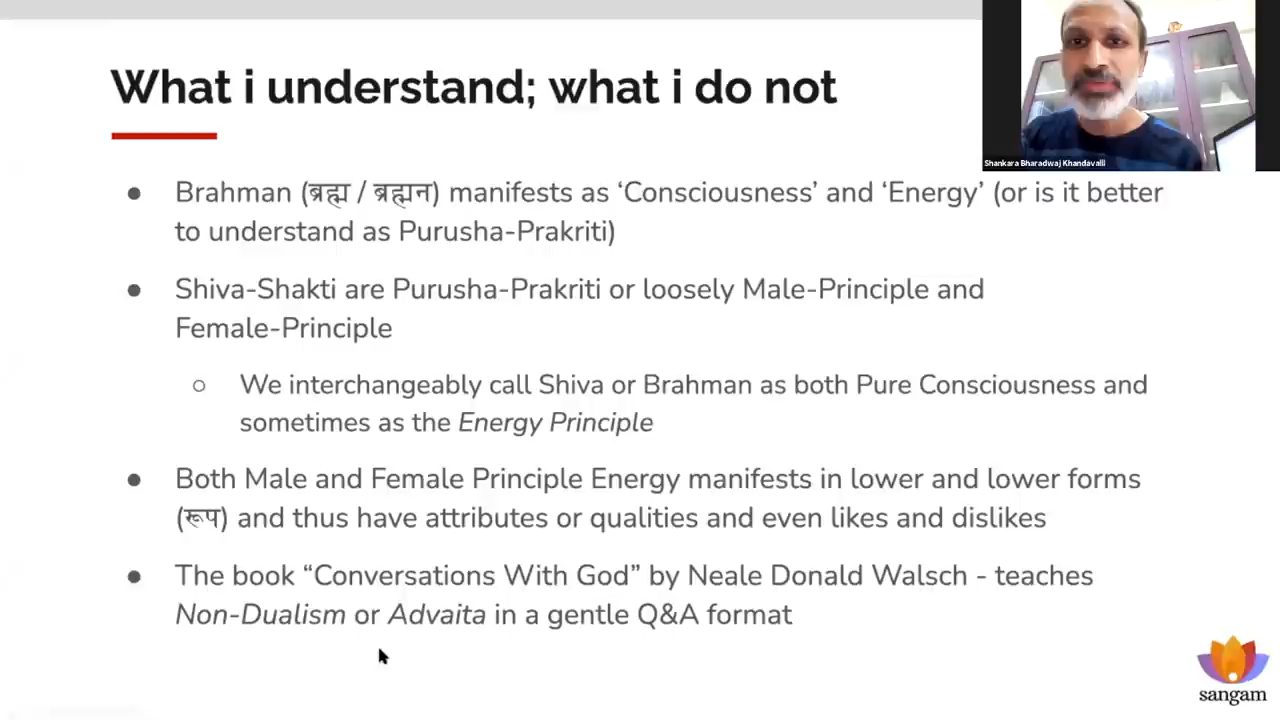 What i understand; what i do not
Shankara Bharadwaj Khandavalli
● Brahman (ब्रह्म / ब्रह्मन) manifests as ‘Consciousness’ and ‘Energy’ (or is it better
to understand as Purusha-Prakriti)
● Shiva-Shakti are Purusha-Prakriti or loosely Male-Principle and
Female-Principle
○ We interchangeably call Shiva or Brahman as both Pure Consciousness and
sometimes as the Energy Principle
● Both Male and Female Principle Energy manifests in lower and lower forms
(रूप) and thus have attributes or qualities and even likes and dislikes
● The book “Conversations With God” by Neale Donald Walsch - teaches
Non-Dualism or Advaita in a gentle Q&A format
sangam